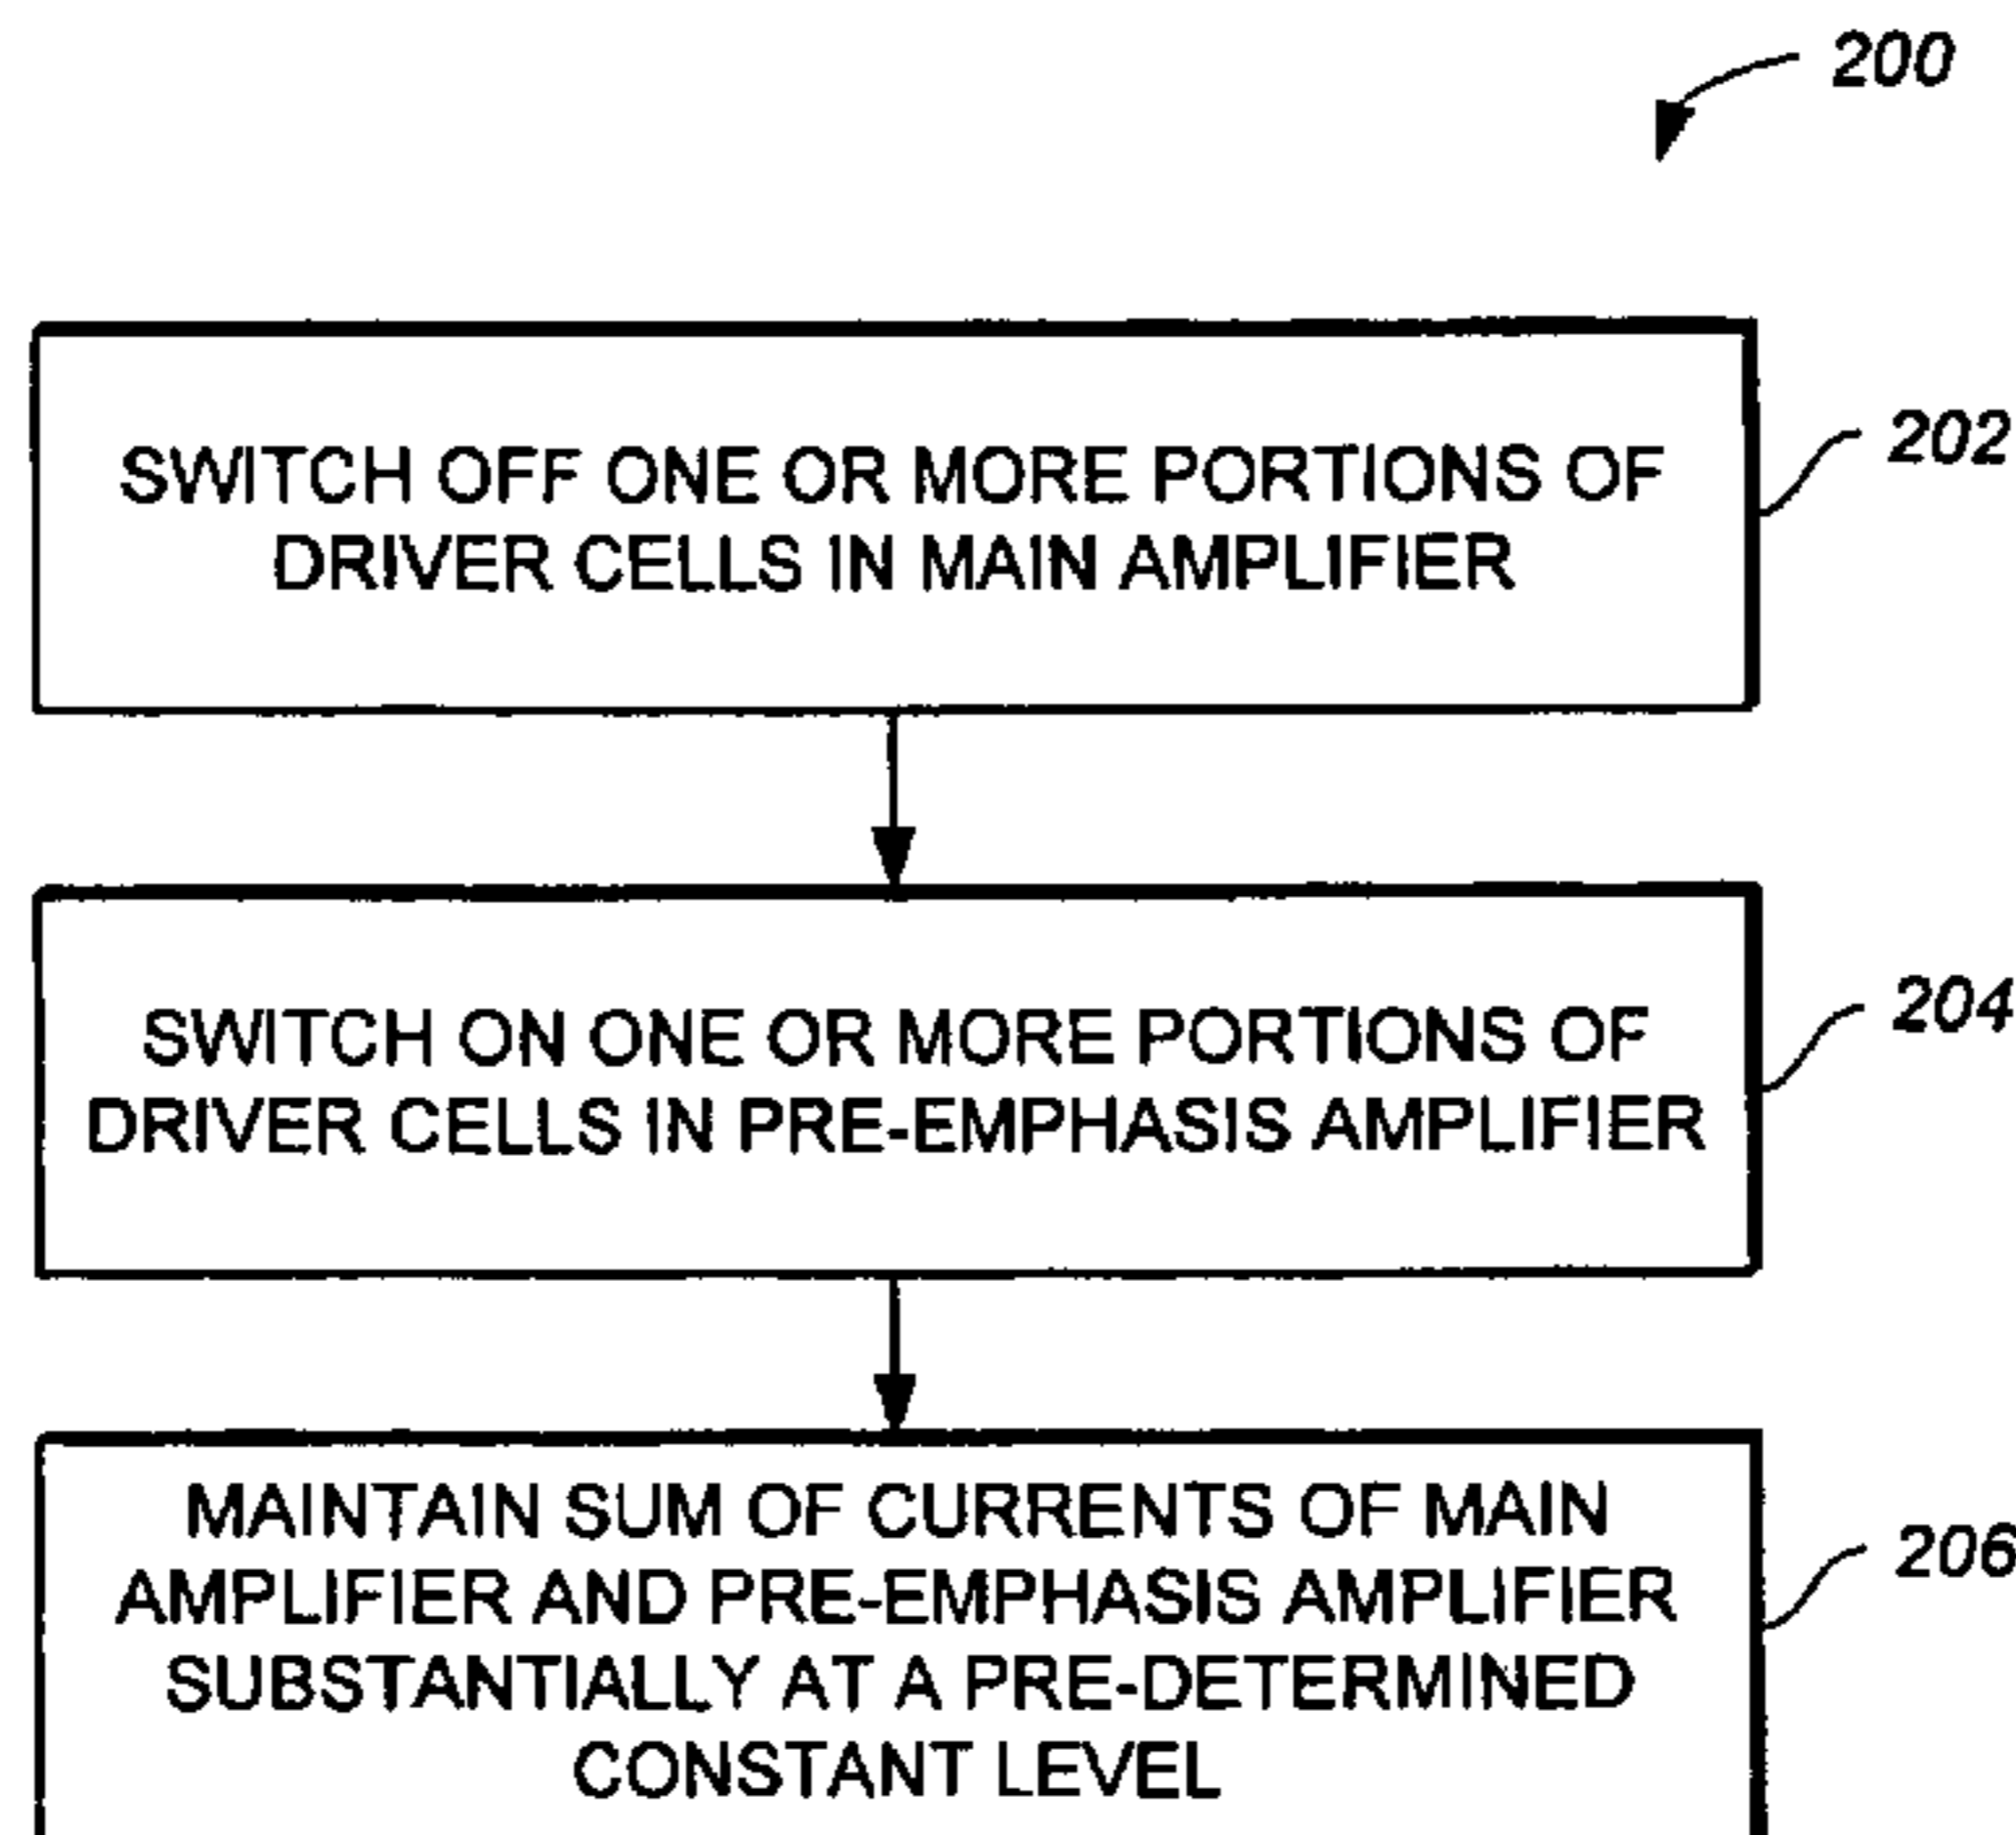 200
SWITCH OFF ONE OR MORE PORTIONS OF
DRIVER CELLS IN MAIN AMPLIFIER
202
SWITCH ON ONE OR MORE PORTIONS OF
DRIVER CELLS IN PRE-EMPHASIS AMPLIFIER
204
MAINTAIN SUM OF CURRENTS OF MAIN
AMPLIFIER AND PRE-EMPHASIS AMPLIFIER
SUBSTANTIALLY AT A PRE-DETERMINED
CONSTANT LEVEL
206